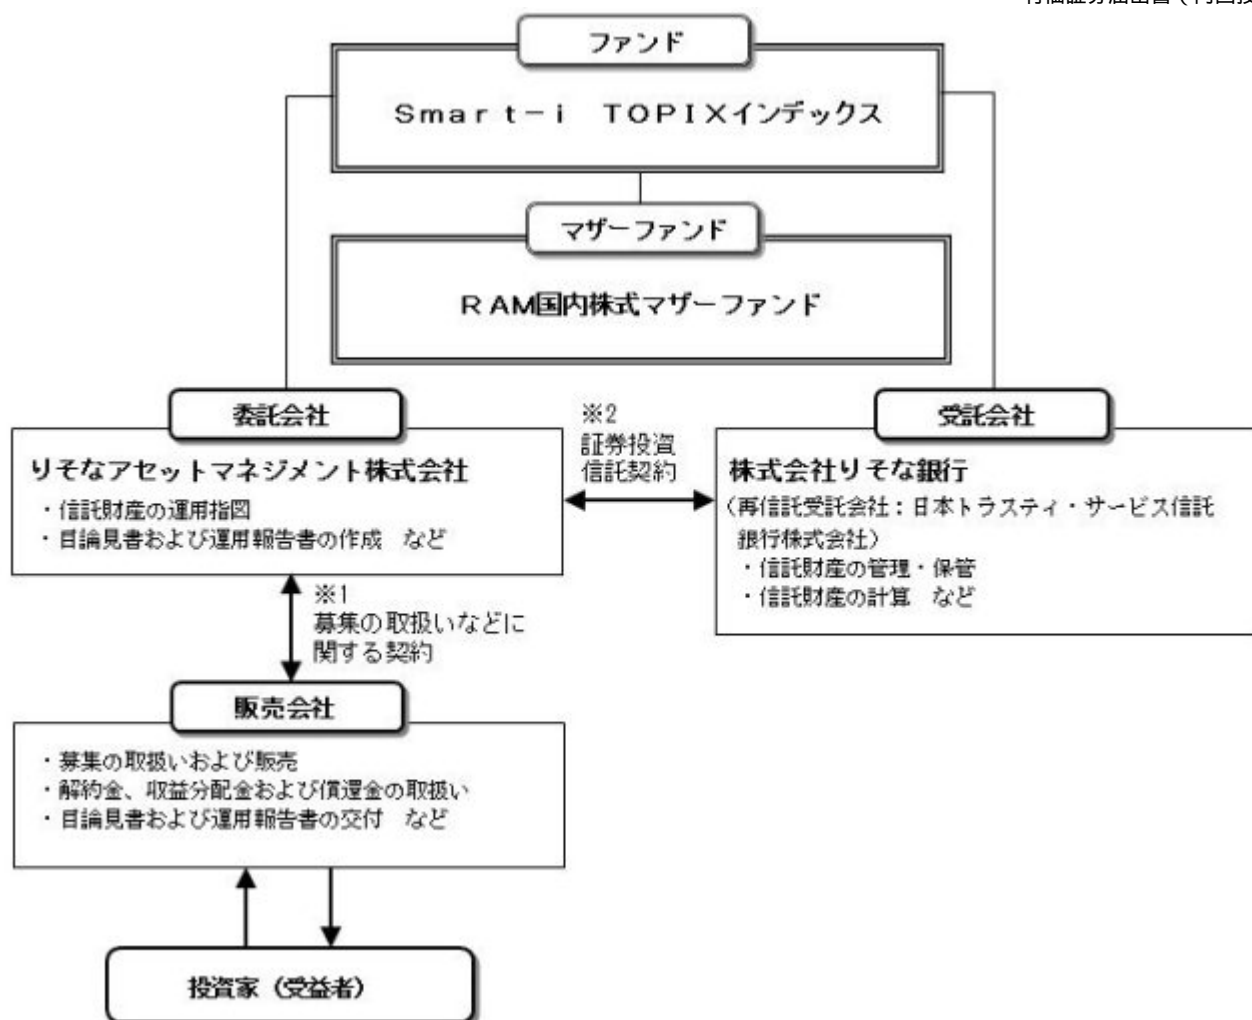 ファンド
Smart-i TOPIXインデックス
マザーファンド
RAM国内株式マザーファンド
委託会社
りそなアセットマネジメント株式会社
・信託財産の運用指図
・目論見書および運用報告書の作成 など
※2
証券投資
信託契約
受託会社
株式会社りそな銀行
(再信託受託会社:日本トラスティ・サービス信託
銀行株式会社)
・信託財産の管理・保管
・信託財産の計算 など
※1
募集の取扱いなどに
関する契約
販売会社
・募集の取扱いおよび販売
・解約金、収益分配金および償還金の取扱い
・目論見書および運用報告書の交付 など
投資家(受益者)